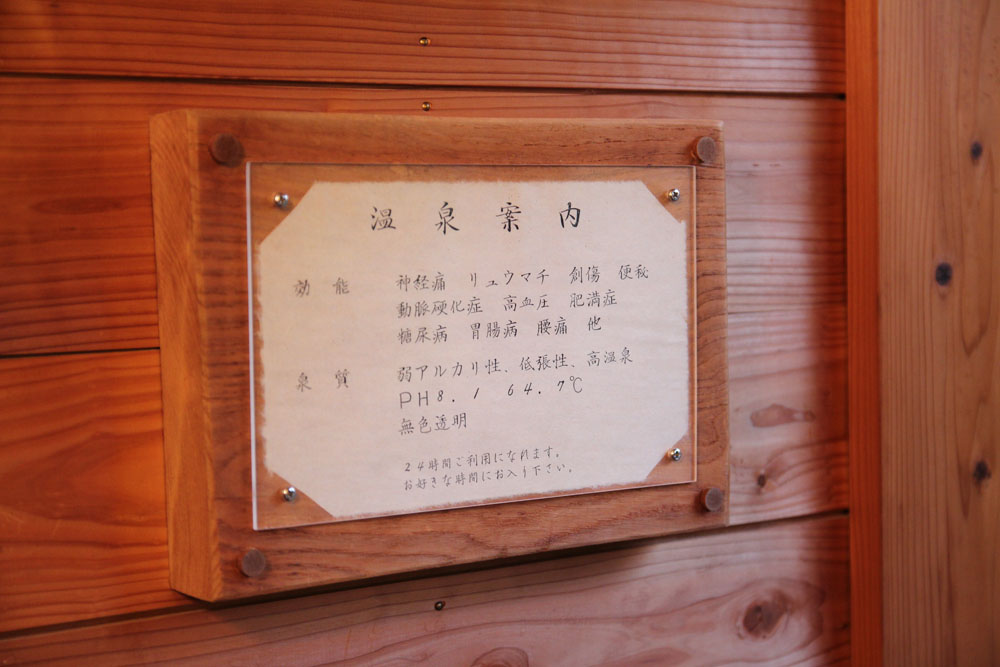 温泉案内
効能 神経痛 リュウマチ 創傷 便秘
動脈硬化症 高血圧 肥満症
糖尿病 胃腸病 腰痛 他
泉質 弱アルカリ性、低張性、高温泉
PH8.1 64.7℃
無色透明
24時間ご利用になれます。
お好きな時間にお入り下さい。